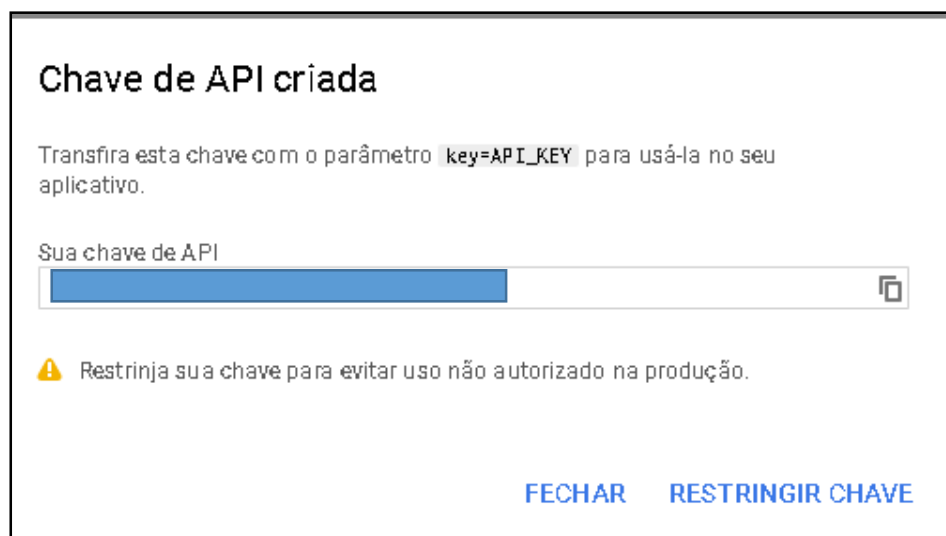 Chave de API criada
Transfira esta chave com o parâmetro key=API_KEY para usá-la no seu
aplicativo.
Sua chave de API
Restrinja sua chave para evitar uso não autorizado na produção.
FECHAR RESTRINGIR CHAVE